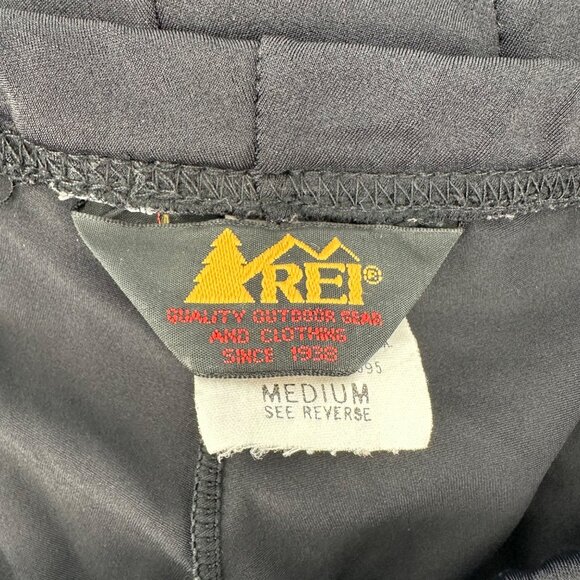 REI®
QUALITY OUTDOOR GEAR
AND CLOTHING
SINCE 1938
MEDIUM
SEE REVERSE